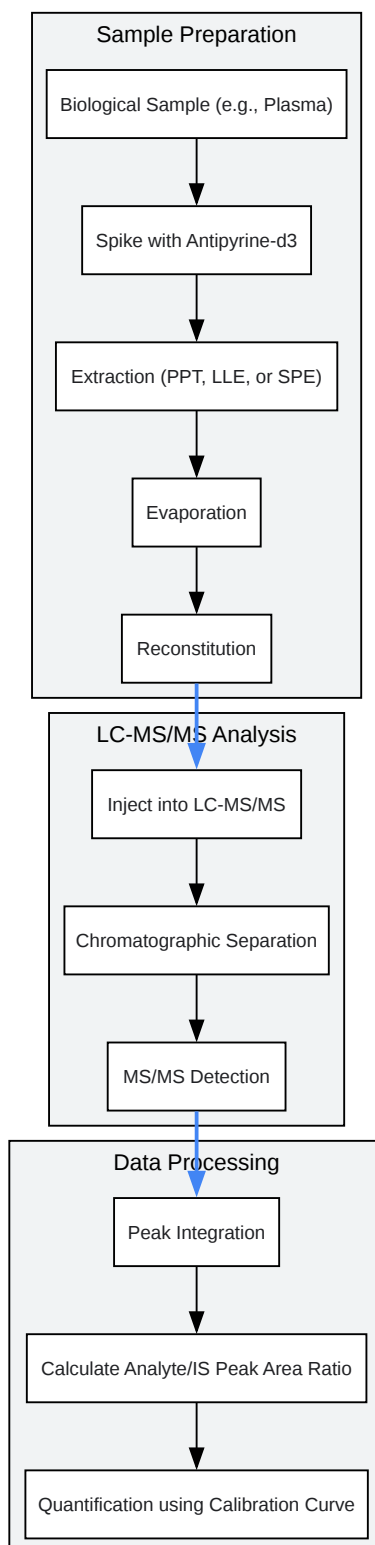 Sample Preparation
Biological Sample (e.g., Plasma)
Spike with Antipyrine-d3
Extraction (PPT, LLE, or SPE)
Evaporation
Reconstitution
LC-MS/MS Analysis
Inject into LC-MS/MS
Chromatographic Separation
MS/MS Detection
Data Processing
Peak Integration
Calculate Analyte/IS Peak Area Ratio
Quantification using Calibration Curve